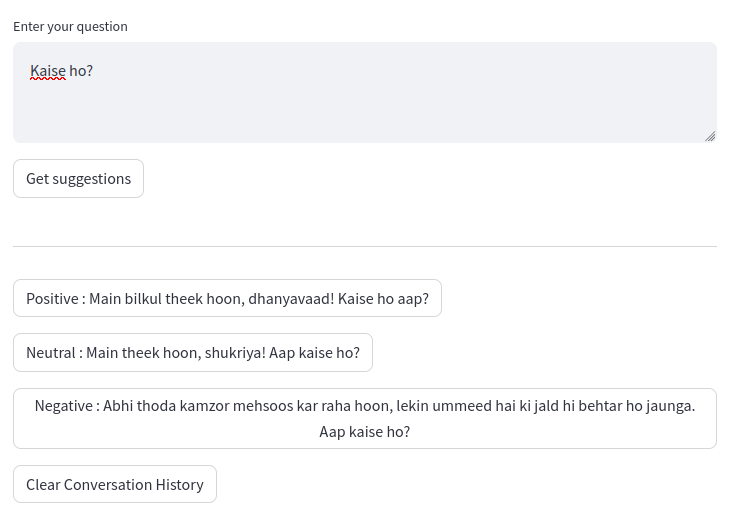 Enter your question
Kaise ho?
Get suggestions
Positive : Main bilkul theek hoon, dhanyavaad! Kaise ho aap?
Neutral : Main theek hoon, shukriya! Aap kaise ho?
Negative : Abhi thoda kamzor mehsoos kar raha hoon, lekin ummeed hai ki jald hi behtar ho jaunga.
Aap kaise ho?
Clear Conversation History